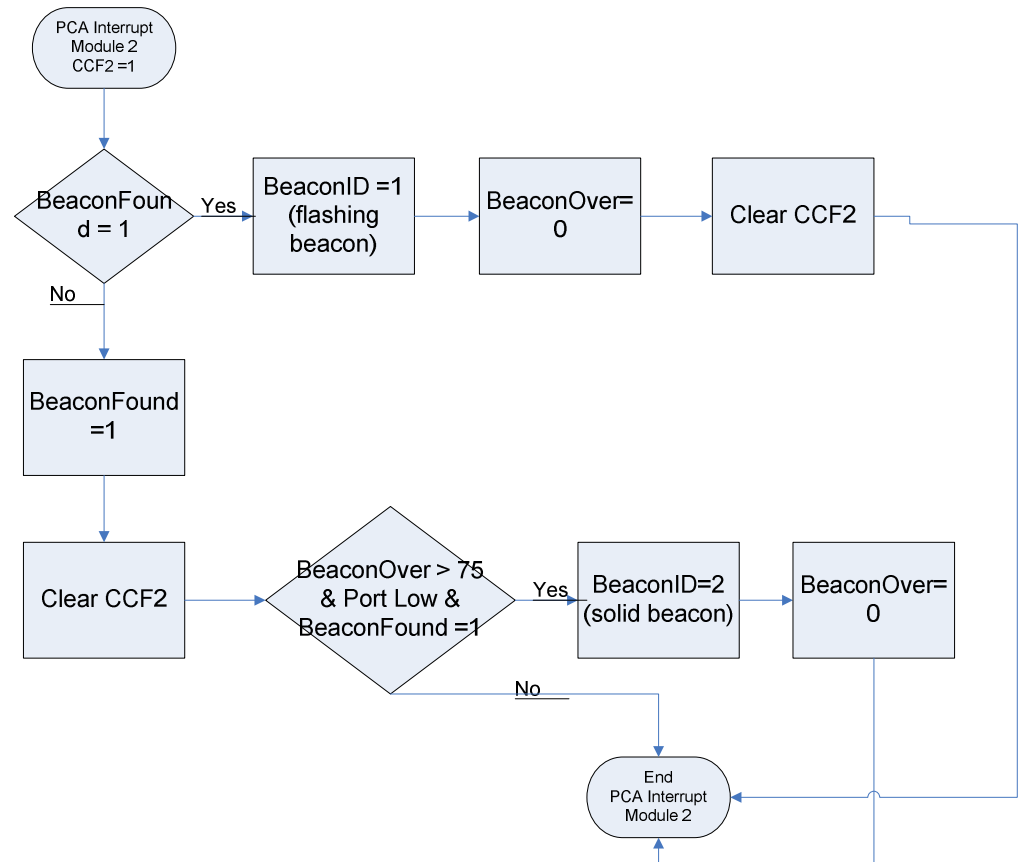 PCA Interrupt
Module 2
CCF2 =1
BeaconFoun
d = 1
Yes
BeaconID =1
(flashing
beacon)
BeaconOver=
0
Clear CCF2
No
BeaconFound
=1
Clear CCF2
BeaconOver > 75
& Port Low &
BeaconFound =1
Yes
BeaconID=2
(solid beacon)
BeaconOver=
0
No
End
PCA Interrupt
Module 2